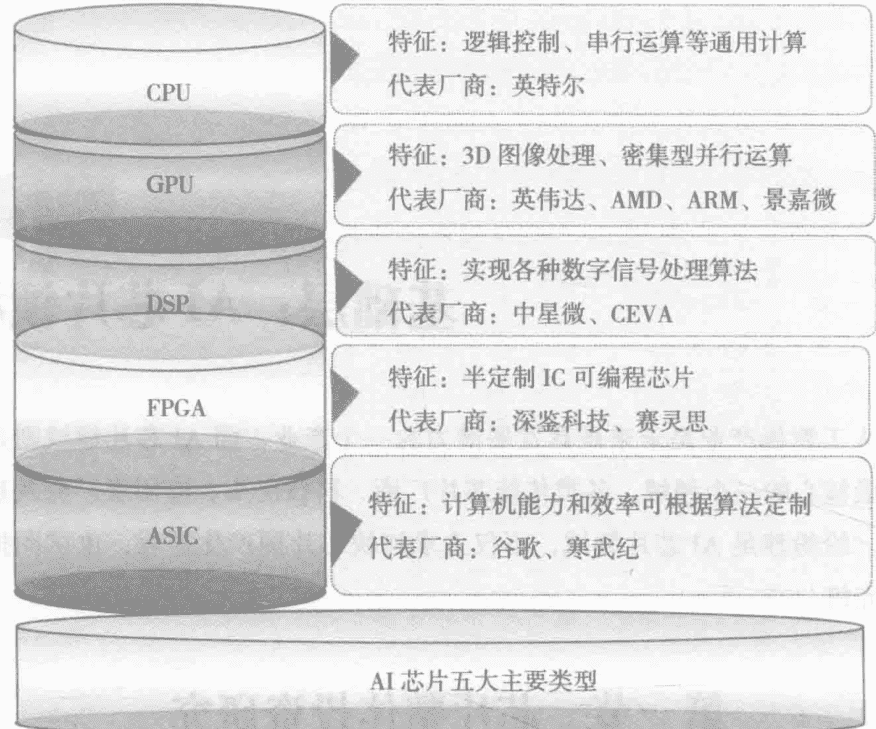 CPU
特征：逻辑控制、串行运算等通用计算
代表厂商：英特尔
GPU
特征：3D 图像处理、密集型并行运算
代表厂商：英伟达、AMD、ARM、景嘉微
DSP
特征：实现各种数字信号处理算法
代表厂商：中星微、CEVA
FPGA
特征：半定制 IC 可编程芯片
代表厂商：深鉴科技 赛灵思
ASIC
特征：计算机能力和效率可根据算法定制
代表厂商：谷歌、寒武纪
AI 芯片五大主要类型